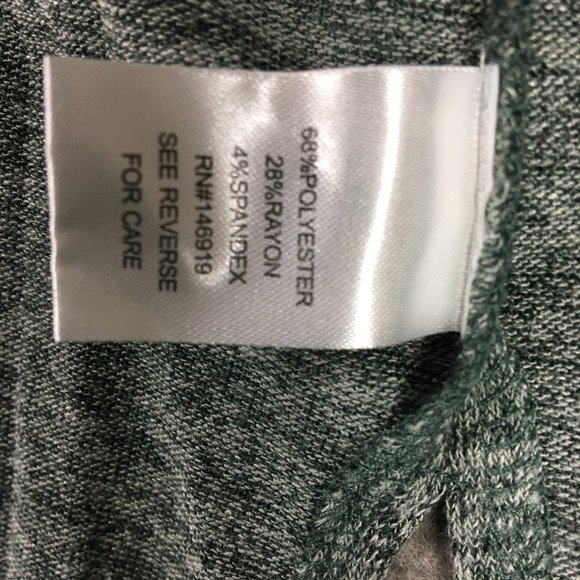 68%POLYESTER
28%RAYON
4%SPANDEX
RN#146919
SEE REVERSE
FOR CARE